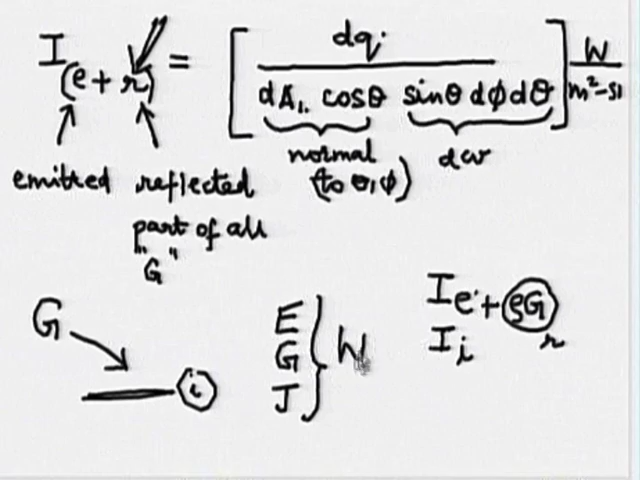 I(e + r) = [ dq / dA₁. cosθ sinθ dϕ dθ ] W / m²-sr
normal dω
(to θ, ϕ)
emitted reflected
part of all
"G"
G
i
E
G
J
} W
Ie + ρG
Ii r